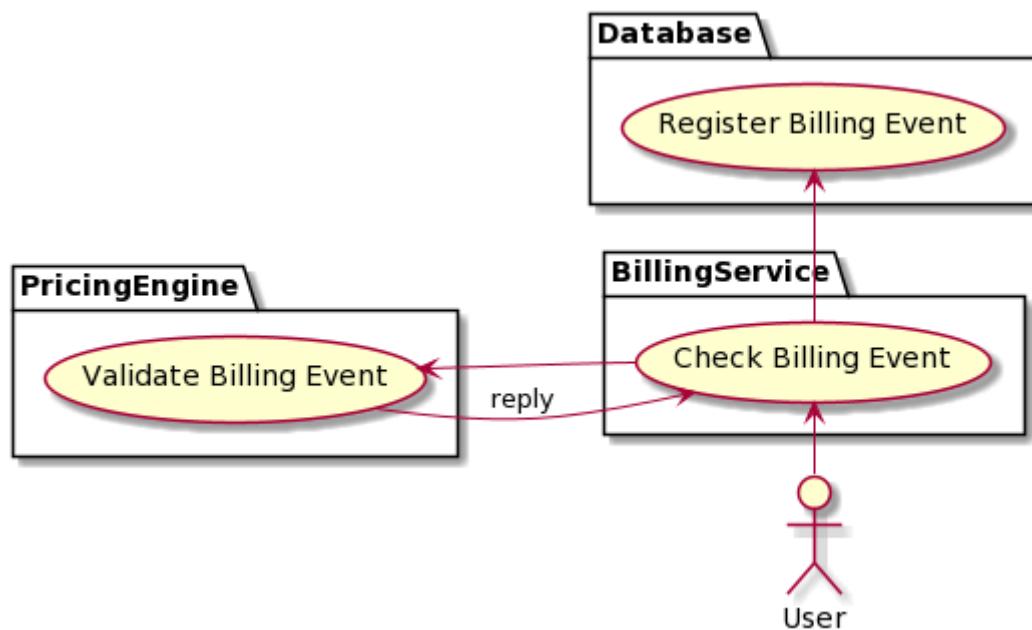 Database
Register Billing Event
PricingEngine
Validate Billing Event
reply
BillingService
Check Billing Event
User